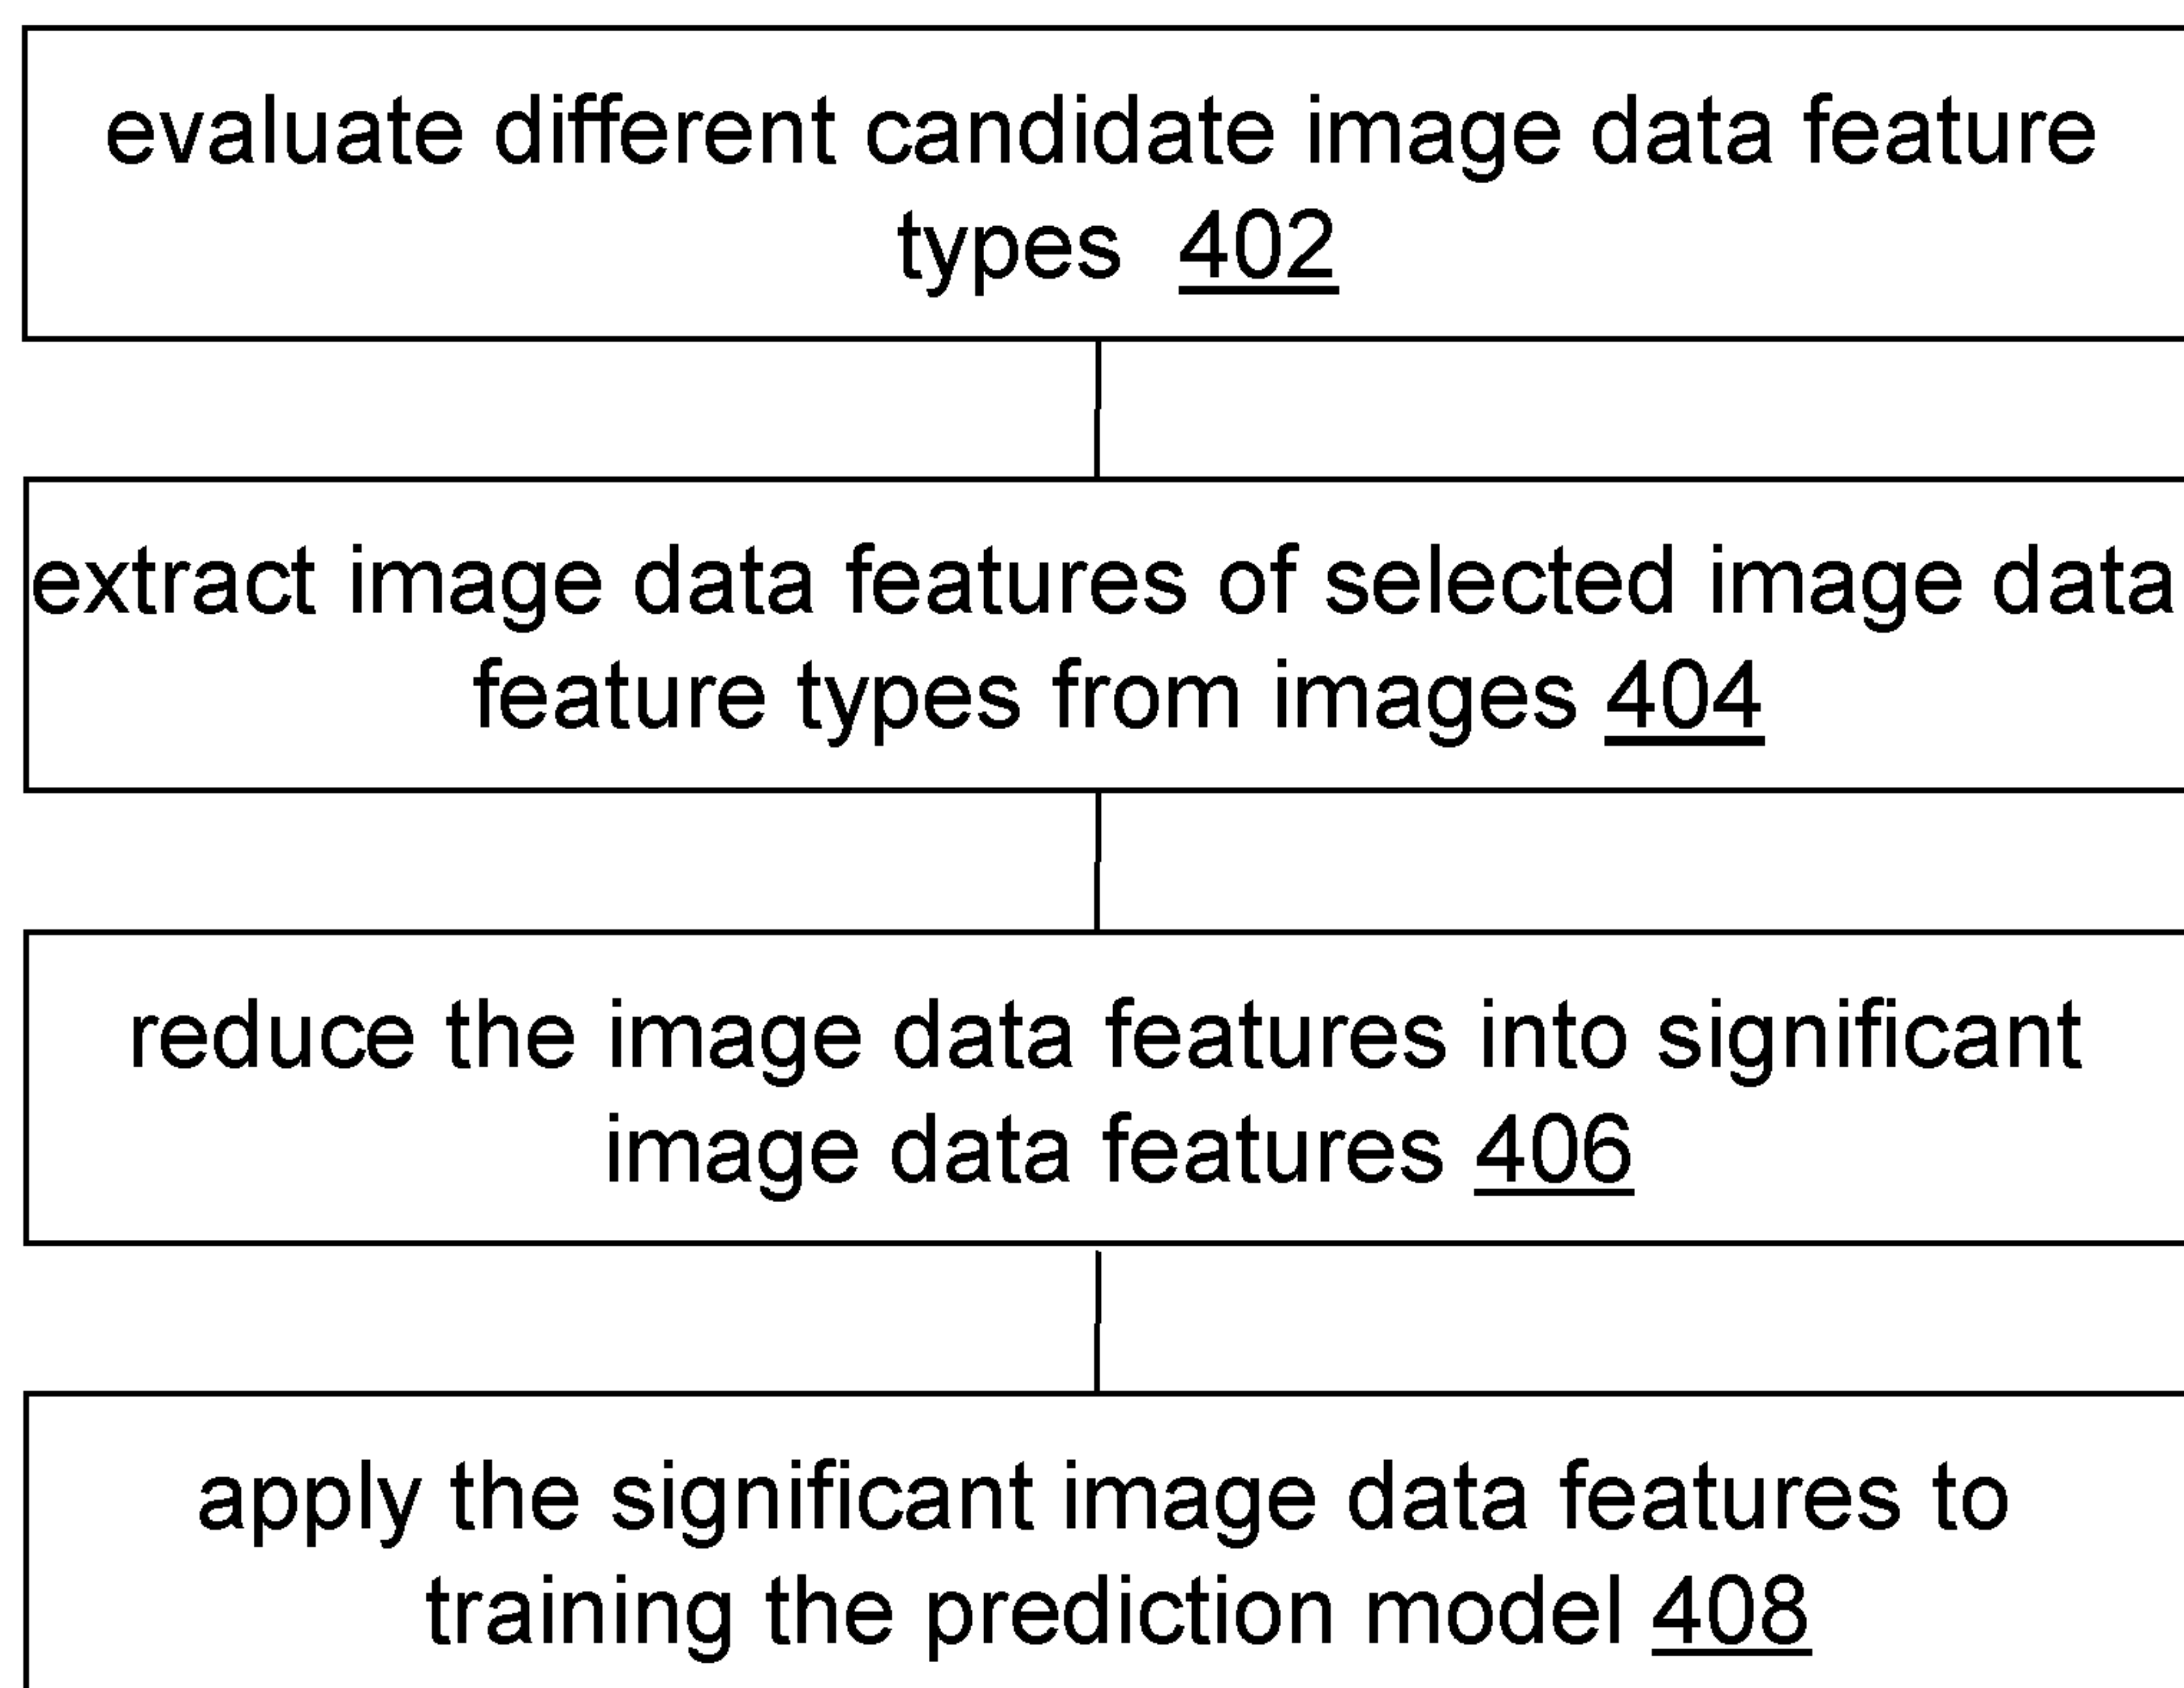 evaluate different candidate image data feature
types 402
extract image data features of selected image data
feature types from images 404
reduce the image data features into significant
image data features 406
apply the significant image data features to
training the prediction model 408